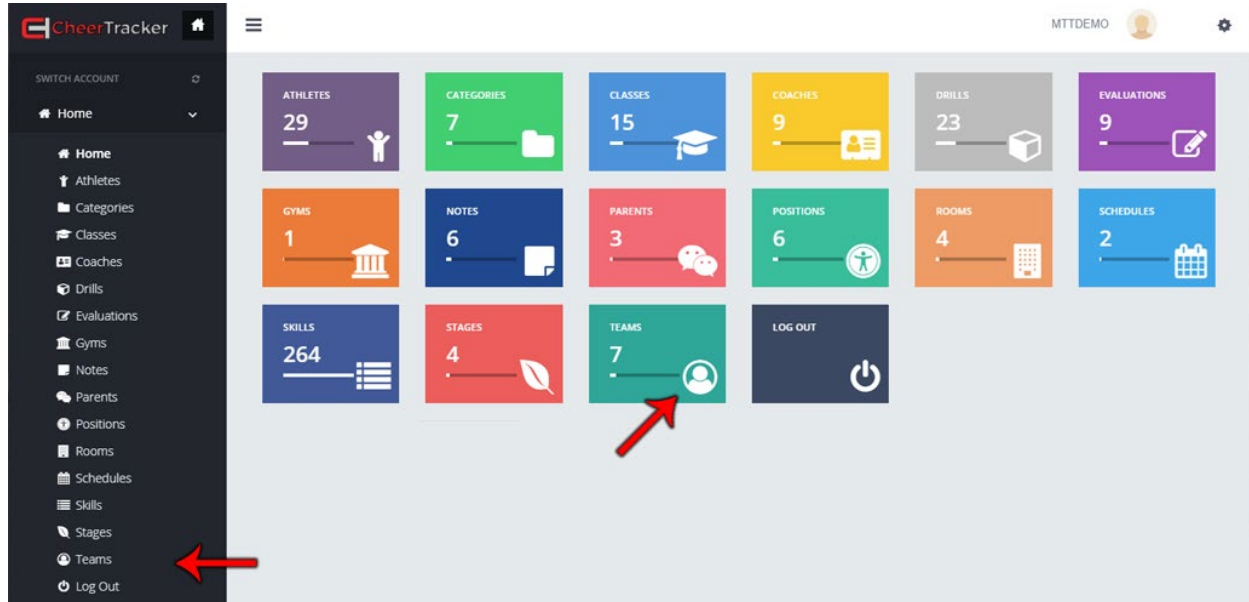 CheerTracker
MTTDEMO
SWITCH ACCOUNT
Home
Home
Athletes
Categories
Classes
Coaches
Drills
Evaluations
Gyms
Notes
Parents
Positions
Rooms
Schedules
Skills
Stages
Teams
Log Out
ATHLETES
29
CATEGORIES
7
CLASSES
15
COACHES
9
DRILLS
23
EVALUATIONS
9
GYMS
1
NOTES
6
PARENTS
3
POSITIONS
6
ROOMS
4
SCHEDULES
2
SKILLS
264
STAGES
4
TEAMS
7
LOG OUT